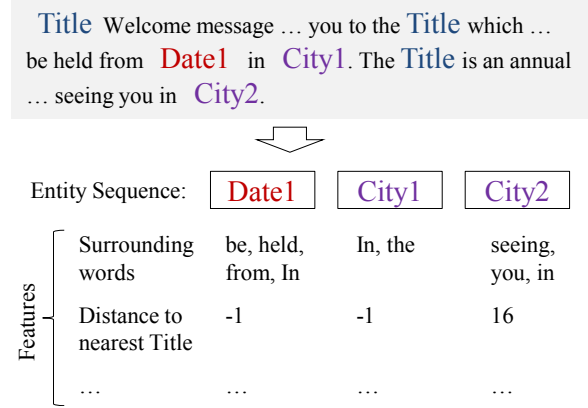 Title Welcome message … you to the Title which …
be held from Date1 in City1. The Title is an annual
… seeing you in City2.
Entity Sequence: Date1 City1 City2
Features
Surrounding words be, held, from, In In, the seeing, you, in
Distance to nearest Title -1 -1 16
… … … …